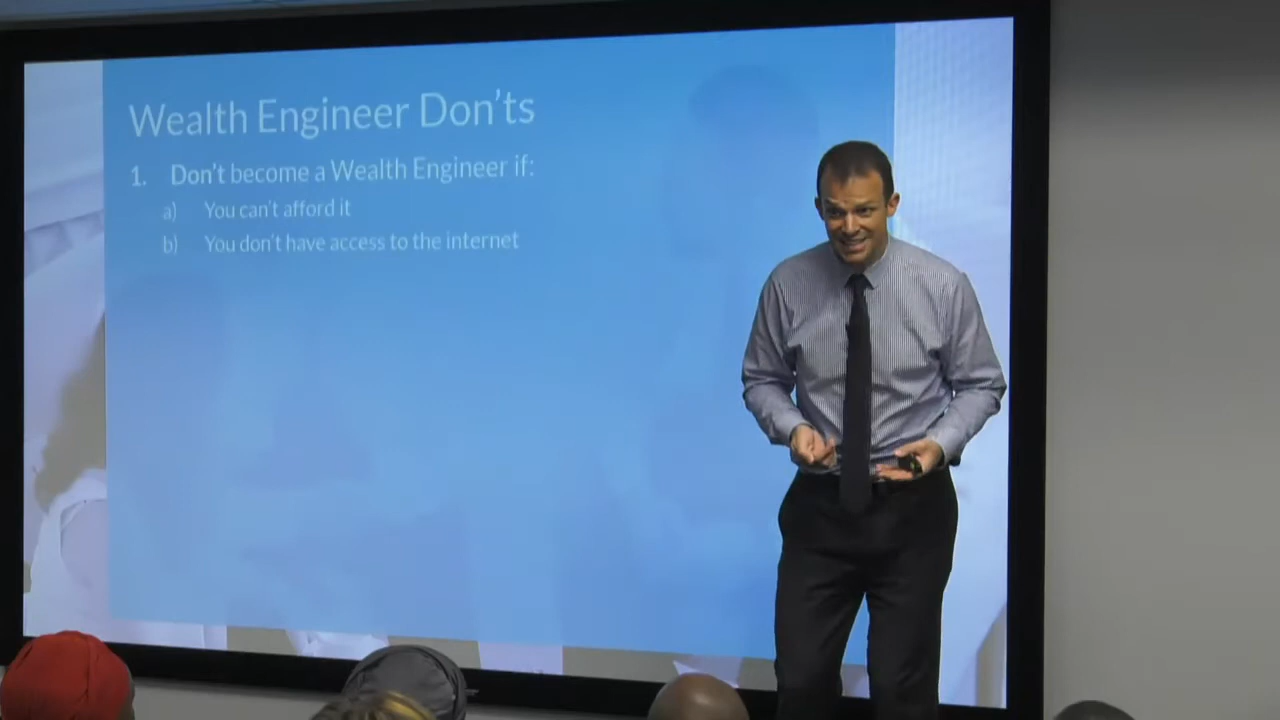 Wealth Engineer Don'ts
1. Don't become a Wealth Engineer if:
a) You can't afford it
b) You don't have access to the internet